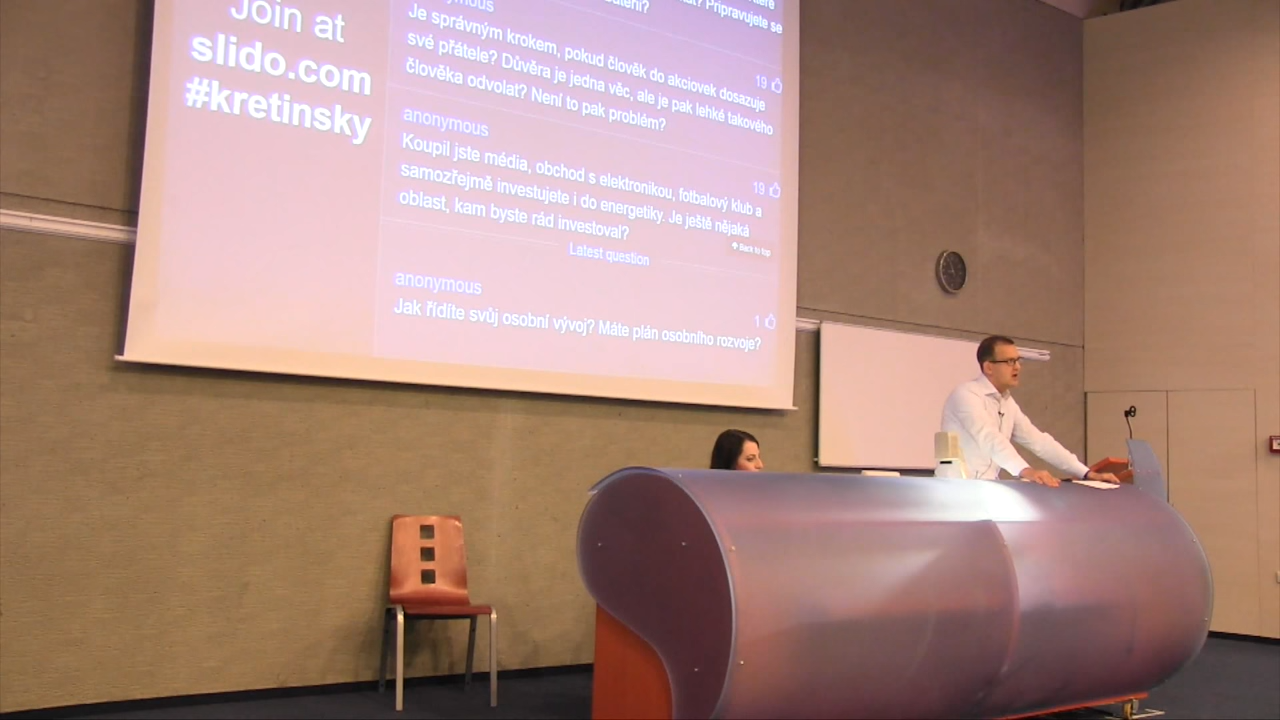 Join at
slido.com
#kretinsky
Připravujete se
Je správným krokem, pokud člověk do akciovek dosazuje
19
své přátele? Důvěra je jedna věc, ale je pak lehké takového
člověka odvolat? Není to pak problém?
anonymous
Koupil jste média, obchod s elektronikou, fotbalový klub a
19
samozřejmě investujete i do energetiky. Je ještě nějaká
oblast, kam byste rád investoval?
Back to top
Latest question
anonymous
1
Jak řídíte svůj osobní vývoj? Máte plán osobního rozvoje?